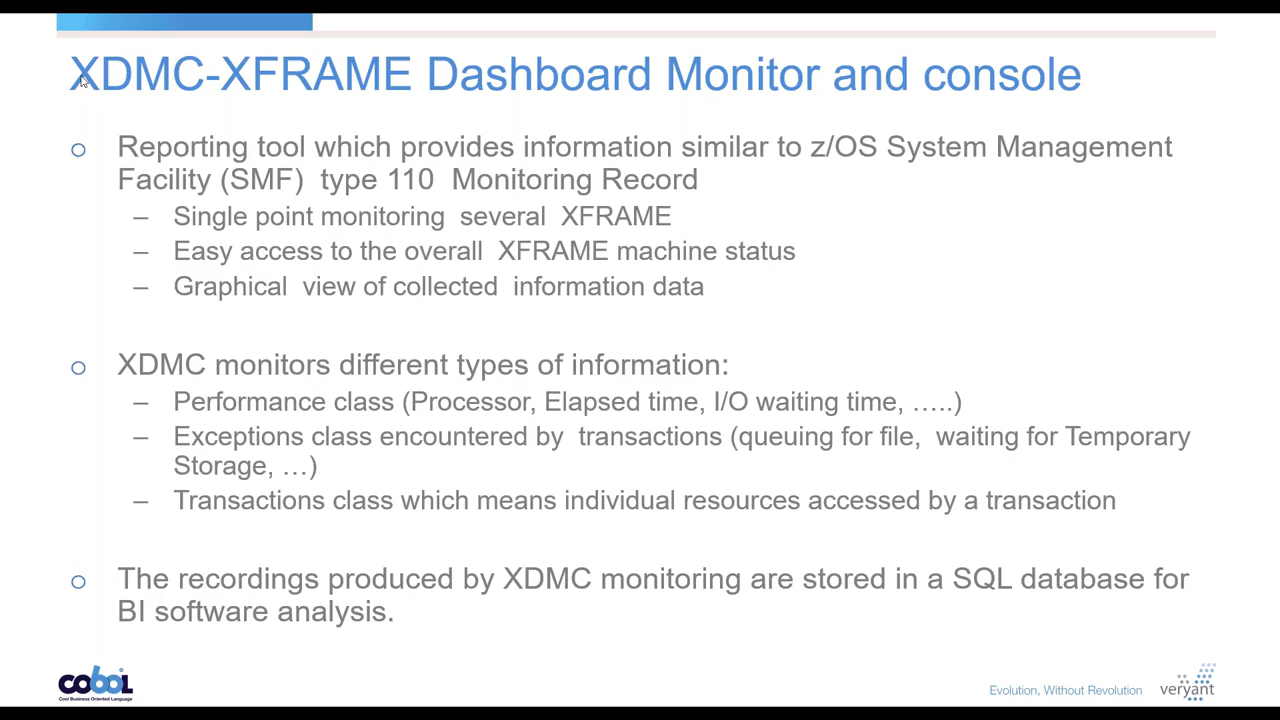 XDMC-XFRAME Dashboard Monitor and console
Reporting tool which provides information similar to z/OS System Management
Facility (SMF) type 110 Monitoring Record
– Single point monitoring several XFRAME
– Easy access to the overall XFRAME machine status
– Graphical view of collected information data
XDMC monitors different types of information:
– Performance class (Processor, Elapsed time, I/O waiting time, …..)
– Exceptions class encountered by transactions (queuing for file, waiting for Temporary
Storage, …)
– Transactions class which means individual resources accessed by a transaction
The recordings produced by XDMC monitoring are stored in a SQL database for
BI software analysis.
cobol
Cool Business Oriented Language
Evolution, Without Revolution
veryant